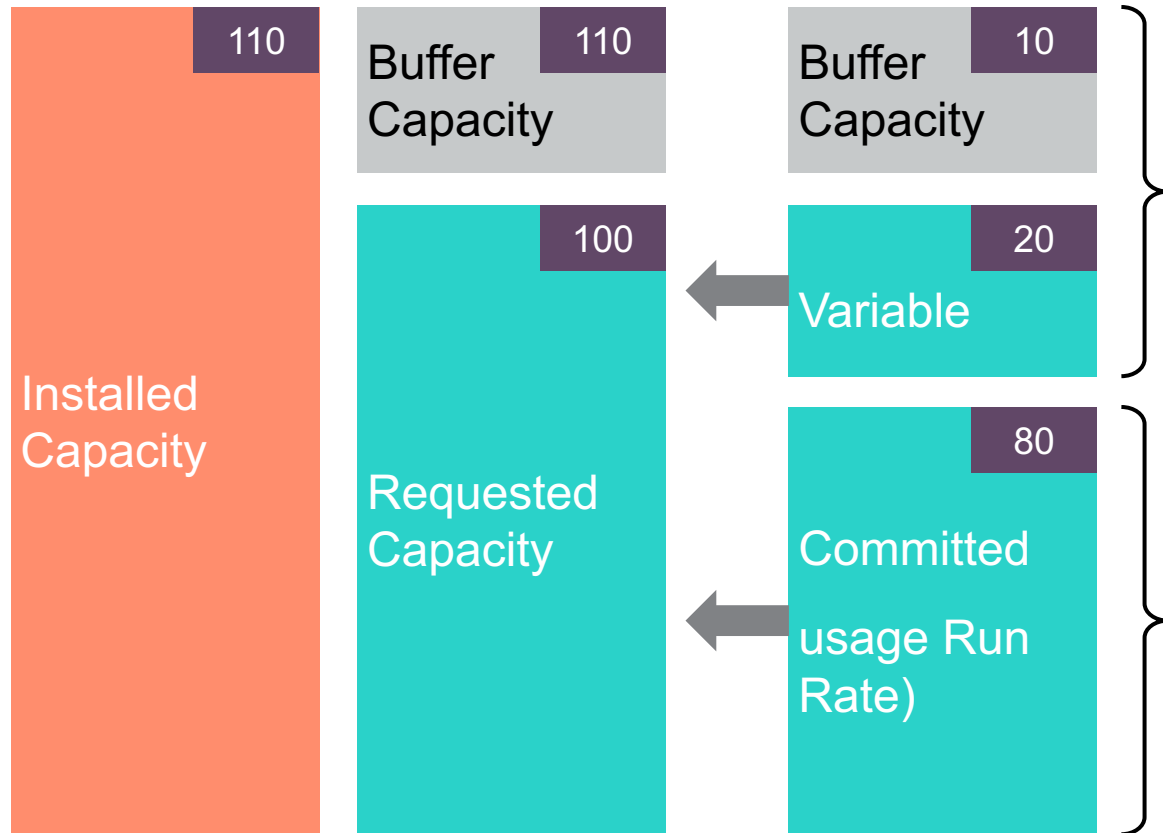 110
Installed
Capacity
110
Buffer
Capacity
100
Requested
Capacity
10
Buffer
Capacity
20
Variable
80
Committed
usage Run
Rate)